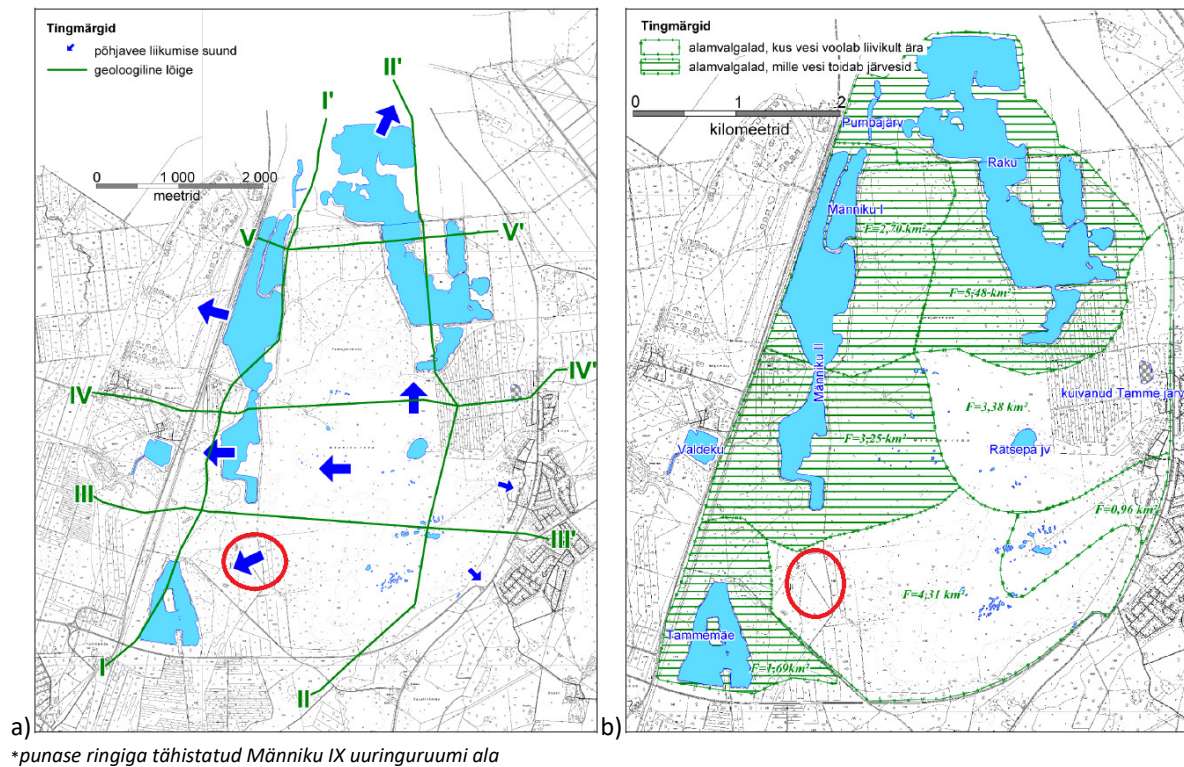 Tingmärgid
põhjavee liikumise suund
geoloogiline lõige
II'
I'
0 1 000 2 000
meetrid
V
V'
IV
IV'
III
III'
I
II
a)
Tingmärgid
alamvalgalad, kus vesi voolab liivikult ära
alamvalgalad, mille vesi toidab järvesid
0 1 2
kilomeetrid
Pumbajärv
Raku
Männiku I
F=2,70 km²
F=5,48 km²
Männiku II
kuivanud Tamme järv
F=3,38 km²
F=3,25 km²
Valdeku
Rätsepa jv
F=0,96 km²
F=4,31 km²
Tammemäe
F=1,69km²
b)
*punase ringiga tähistatud Männiku IX uuringuruumi ala